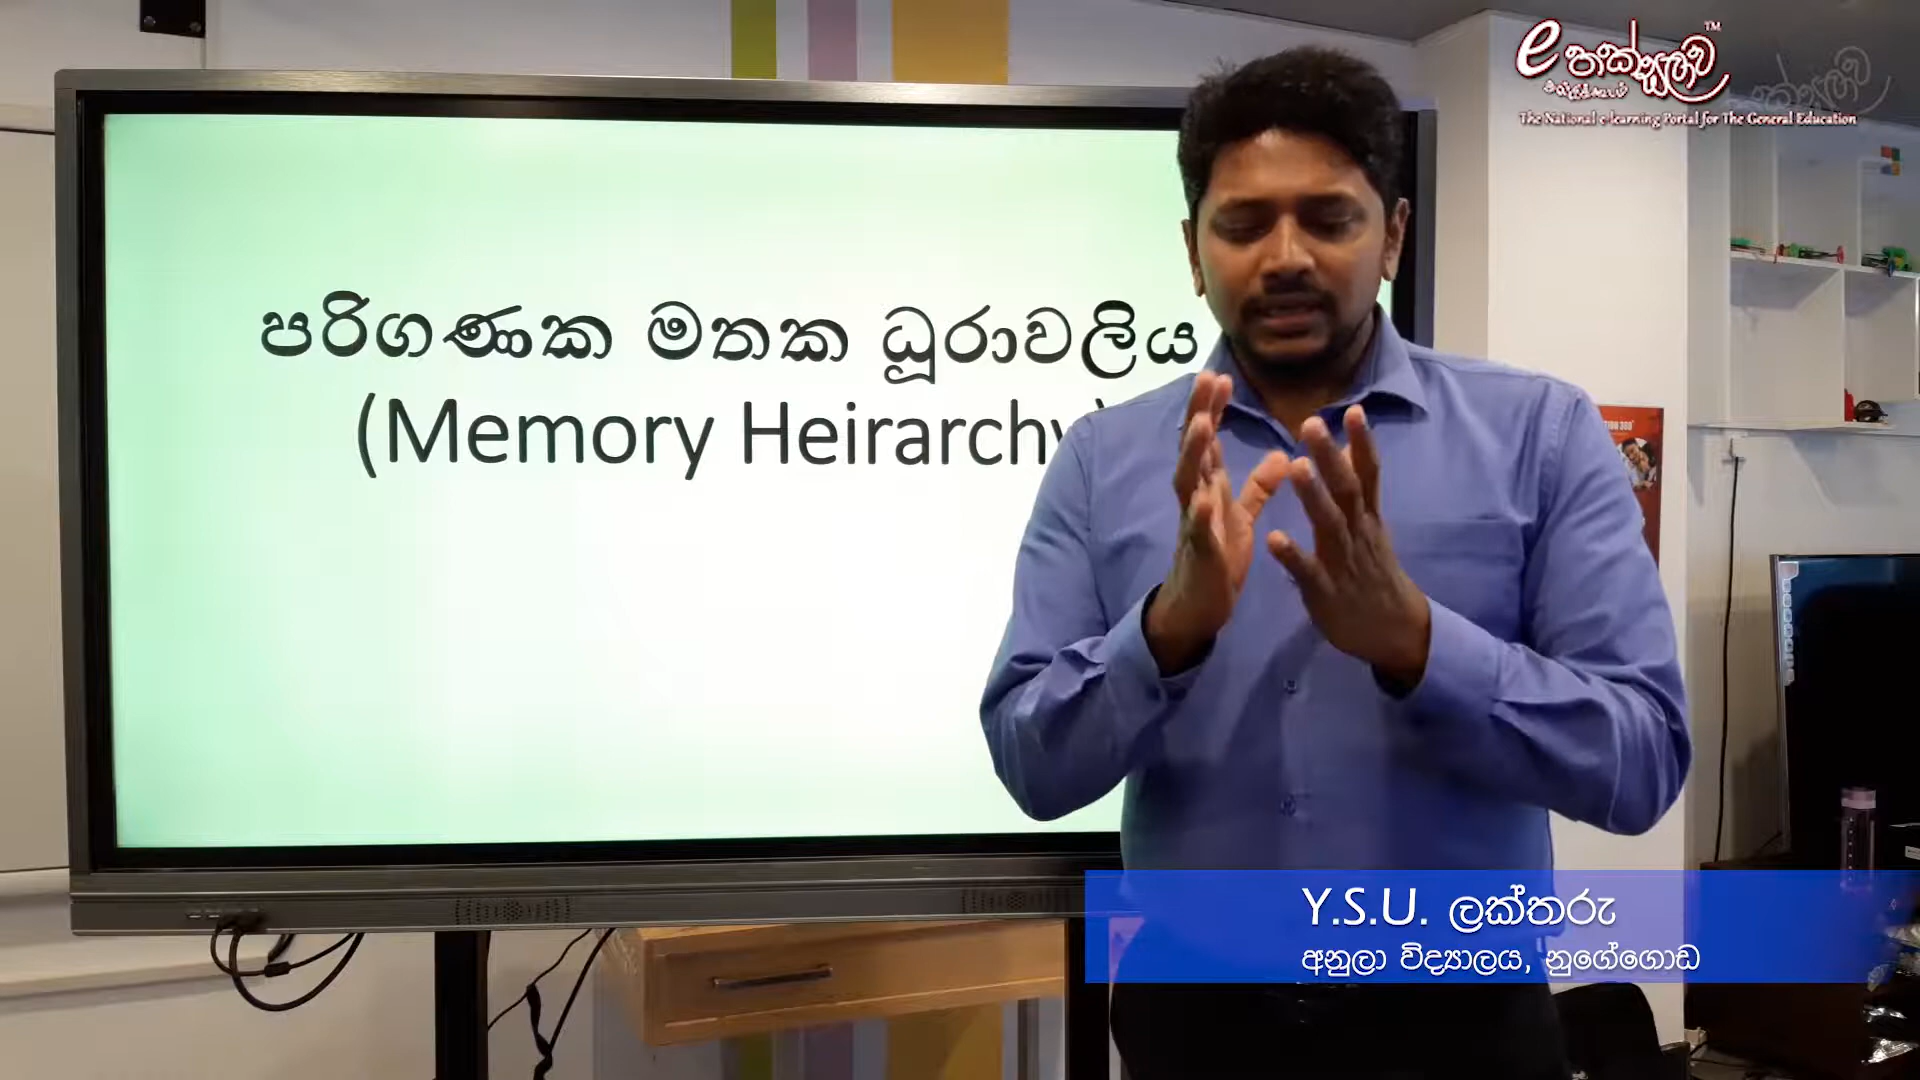 e තක්සලාව™
The National e-learning Portal for The General Education
පරිගණක මතක ධූරාවලිය
(Memory Heirarchy)
Y.S.U. ලක්තරු
අනුලා විද්‍යාලය, නුගේගොඩ